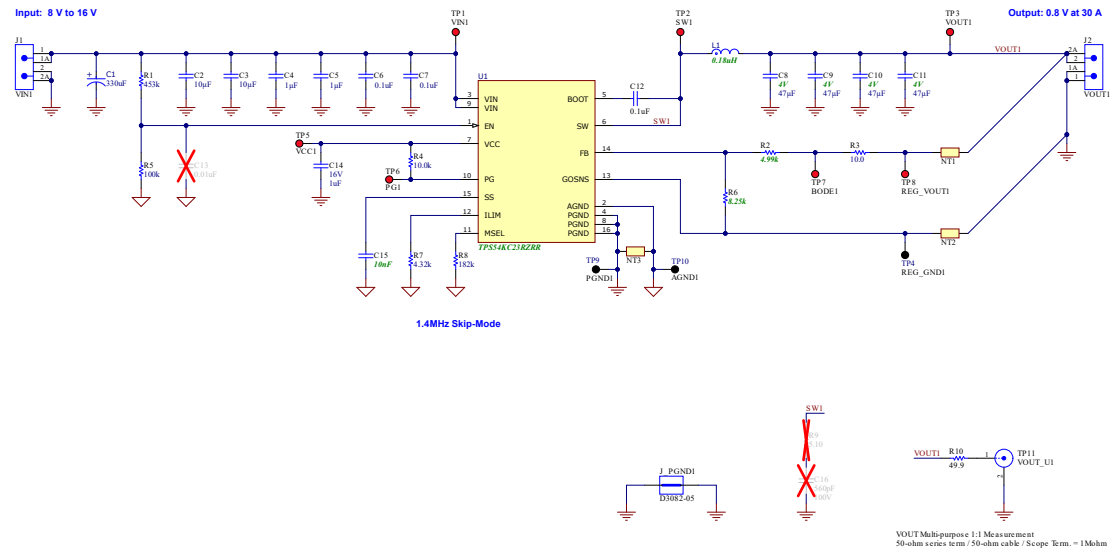 Input: 8 V to 16 V
Output: 0.8 V at 30 A
TP1
VIN1
TP2
SW1
TP3
VOUT1
J1
1
1A
2
2A
VIN1
C1
330uF
R1
453k
C2
10µF
C3
10µF
C4
1µF
C5
1µF
C6
0.1uF
C7
0.1uF
U1
3
VIN
9
VIN
1
EN
7
VCC
10
PG
15
SS
12
ILIM
11
MSEL
BOOT
5
SW
6
FB
14
GOSNS
13
AGND
2
PGND
4
PGND
8
PGND
16
TPS54KC23RZRR
C12
0.1uF
SW1
L1
0.18uH
C8
4V
47µF
C9
4V
47µF
C10
4V
47µF
C11
4V
47µF
VOUT1
J2
2A
2
1A
1
VOUT1
R5
100k
C13
0.01uF
TP5
VCC1
C14
16V
1uF
R4
10.0k
TP6
PG1
R2
4.99k
R3
10.0
TP7
BODE1
TP8
REG_VOUT1
NT1
R6
8.25k
NT2
TP4
REG_GND1
C15
10nF
R7
4.32k
R8
182k
TP9
PGND1
NT3
TP10
AGND1
1.4MHz Skip-Mode
J_PGND1
D3082-05
SW1
C16
560pF
100V
VOUT1
R10
49.9
1
2
TP11
VOUT_U1
VOUT Multi-purpose 1:1 Measurement
50-ohm series term / 50-ohm cable / Scope Term. = 1Mohm